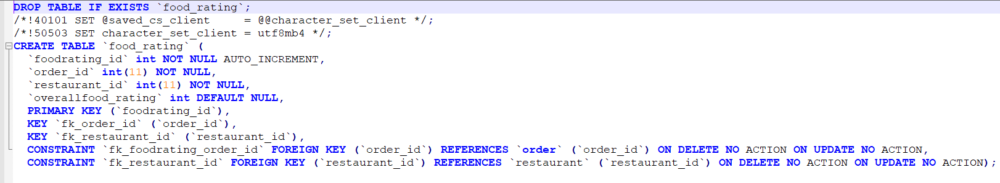 DROP TABLE IF EXISTS `food_rating`;
/*!40101 SET @saved_cs_client     = @@character_set_client */;
/*!50503 SET character_set_client = utf8mb4 */;
CREATE TABLE `food_rating` (
  `foodrating_id` int NOT NULL AUTO_INCREMENT,
  `order_id` int(11) NOT NULL,
  `restaurant_id` int(11) NOT NULL,
  `overallfood_rating` int DEFAULT NULL,
  PRIMARY KEY (`foodrating_id`),
  KEY `fk_order_id` (`order_id`),
  KEY `fk_restaurant_id` (`restaurant_id`),
  CONSTRAINT `fk_foodrating_order_id` FOREIGN KEY (`order_id`) REFERENCES `order` (`order_id`) ON DELETE NO ACTION ON UPDATE NO ACTION,
  CONSTRAINT `fk_restaurant_id` FOREIGN KEY (`restaurant_id`) REFERENCES `restaurant` (`restaurant_id`) ON DELETE NO ACTION ON UPDATE NO ACTION);